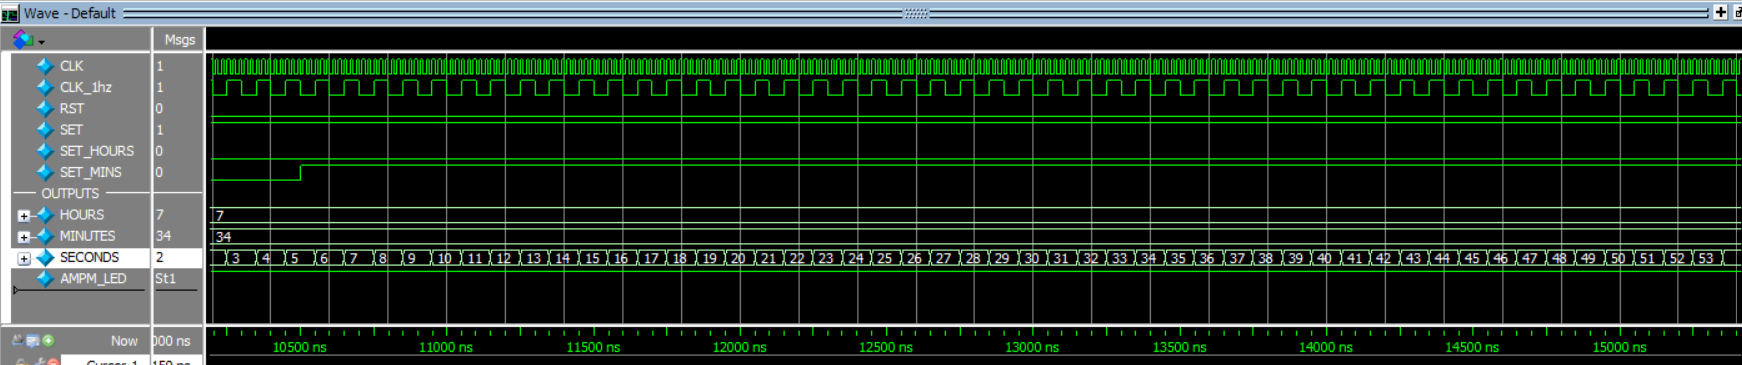 Wave - Default
Msgs
CLK 1
CLK_1hz 1
RST 0
SET 1
SET_HOURS 0
SET_MINS 0
OUTPUTS
HOURS 7 7
MINUTES 34 34
SECONDS 2 3 4 5 6 7 8 9 10 11 12 13 14 15 16 17 18 19 20 21 22 23 24 25 26 27 28 29 30 31 32 33 34 35 36 37 38 39 40 41 42 43 44 45 46 47 48 49 50 51 52 53
AMPM_LED St1
Now 000 ns 10500 ns 11000 ns 11500 ns 12000 ns 12500 ns 13000 ns 13500 ns 14000 ns 14500 ns 15000 ns
Cursor 1 150 ns